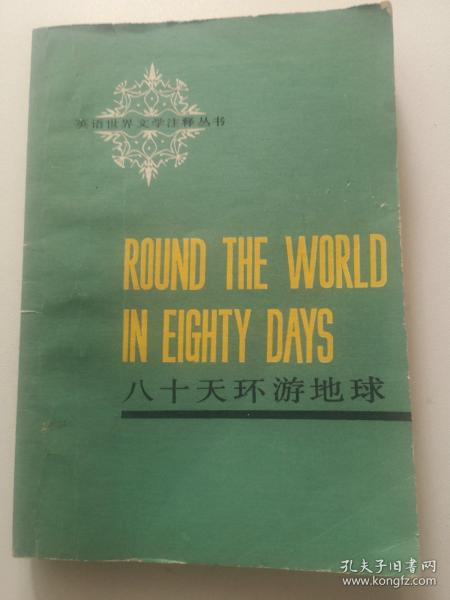 英语世界文学注释丛书
ROUND THE WORLD
IN EIGHTY DAYS
八十天环游地球
孔夫子旧书网
www.kongfz.com